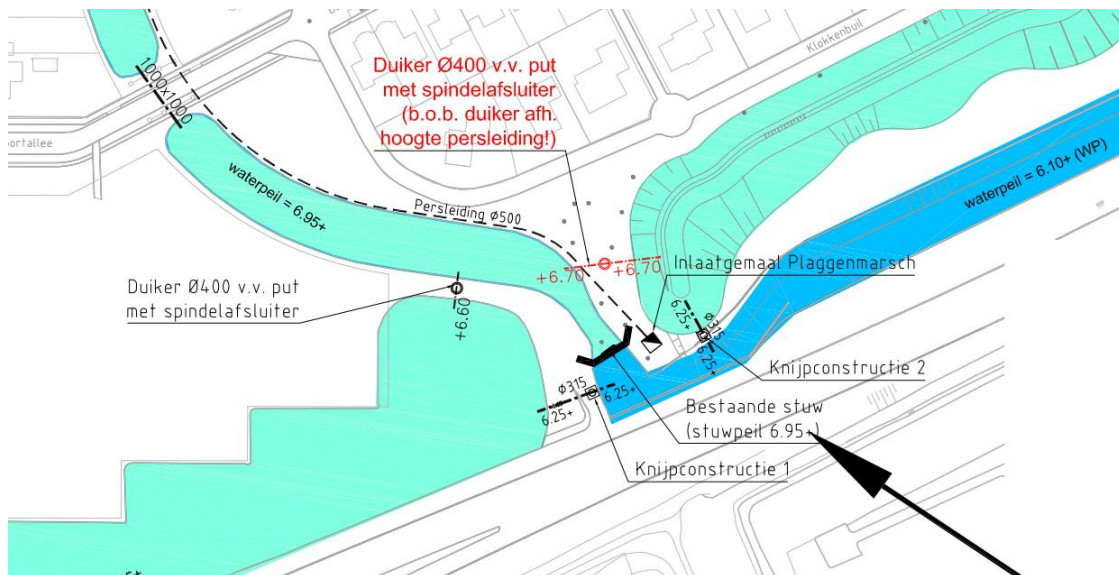 Klokkenbuil
Duiker Ø400 v.v. put
met spindelafsluiter
(b.o.b. duiker afh.
hoogte persleiding!)
1000x1000
portallee
waterpeil = 6.95+
waterpeil = 6.10+ (WP)
Persleiding Ø500
+6.70
+6.70
Inlaatgemaal Plaggenmarsch
Duiker Ø400 v.v. put
met spindelafsluiter
+6.60
6.25+
Ø315
6.25+
Knijpconstructie 2
Ø315
6.25+
6.25+
Bestaande stuw
(stuwpeil 6.95+)
Knijpconstructie 1